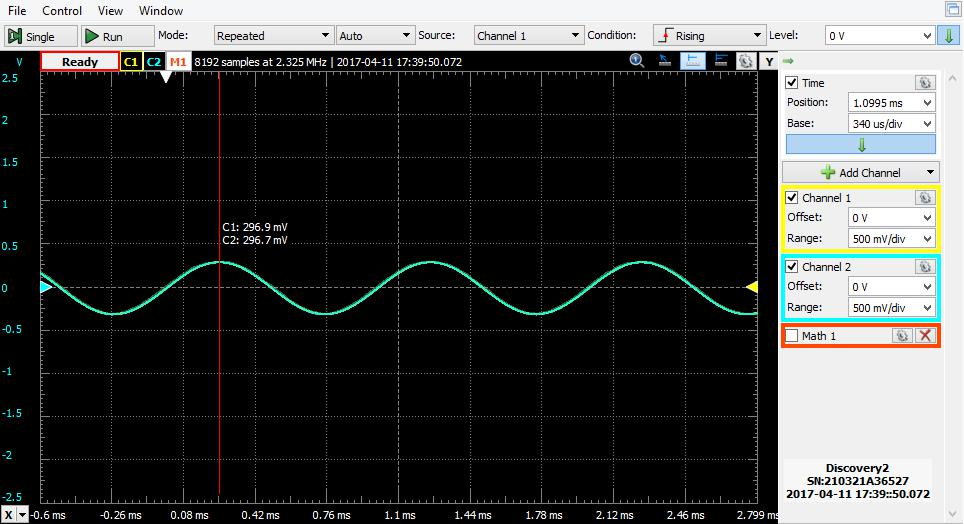 File Control View Window
Single Run Mode: Repeated Auto Source: Channel 1 Condition: Rising Level: 0 V
V Ready C1 C2 M1 8192 samples at 2.325 MHz | 2017-04-11 17:39:50.072 Y
2.5
2
1.5
1
0.5
0
-0.5
-1
-1.5
-2
-2.5
C1: 296.9 mV
C2: 296.7 mV
X -0.6 ms -0.26 ms 0.08 ms 0.42 ms 0.76 ms 1.1 ms 1.44 ms 1.78 ms 2.12 ms 2.46 ms 2.799 ms
Time
Position: 1.0995 ms
Base: 340 us/div
Add Channel
Channel 1
Offset: 0 V
Range: 500 mV/div
Channel 2
Offset: 0 V
Range: 500 mV/div
Math 1
Discovery2
SN:210321A36527
2017-04-11 17:39::50.072